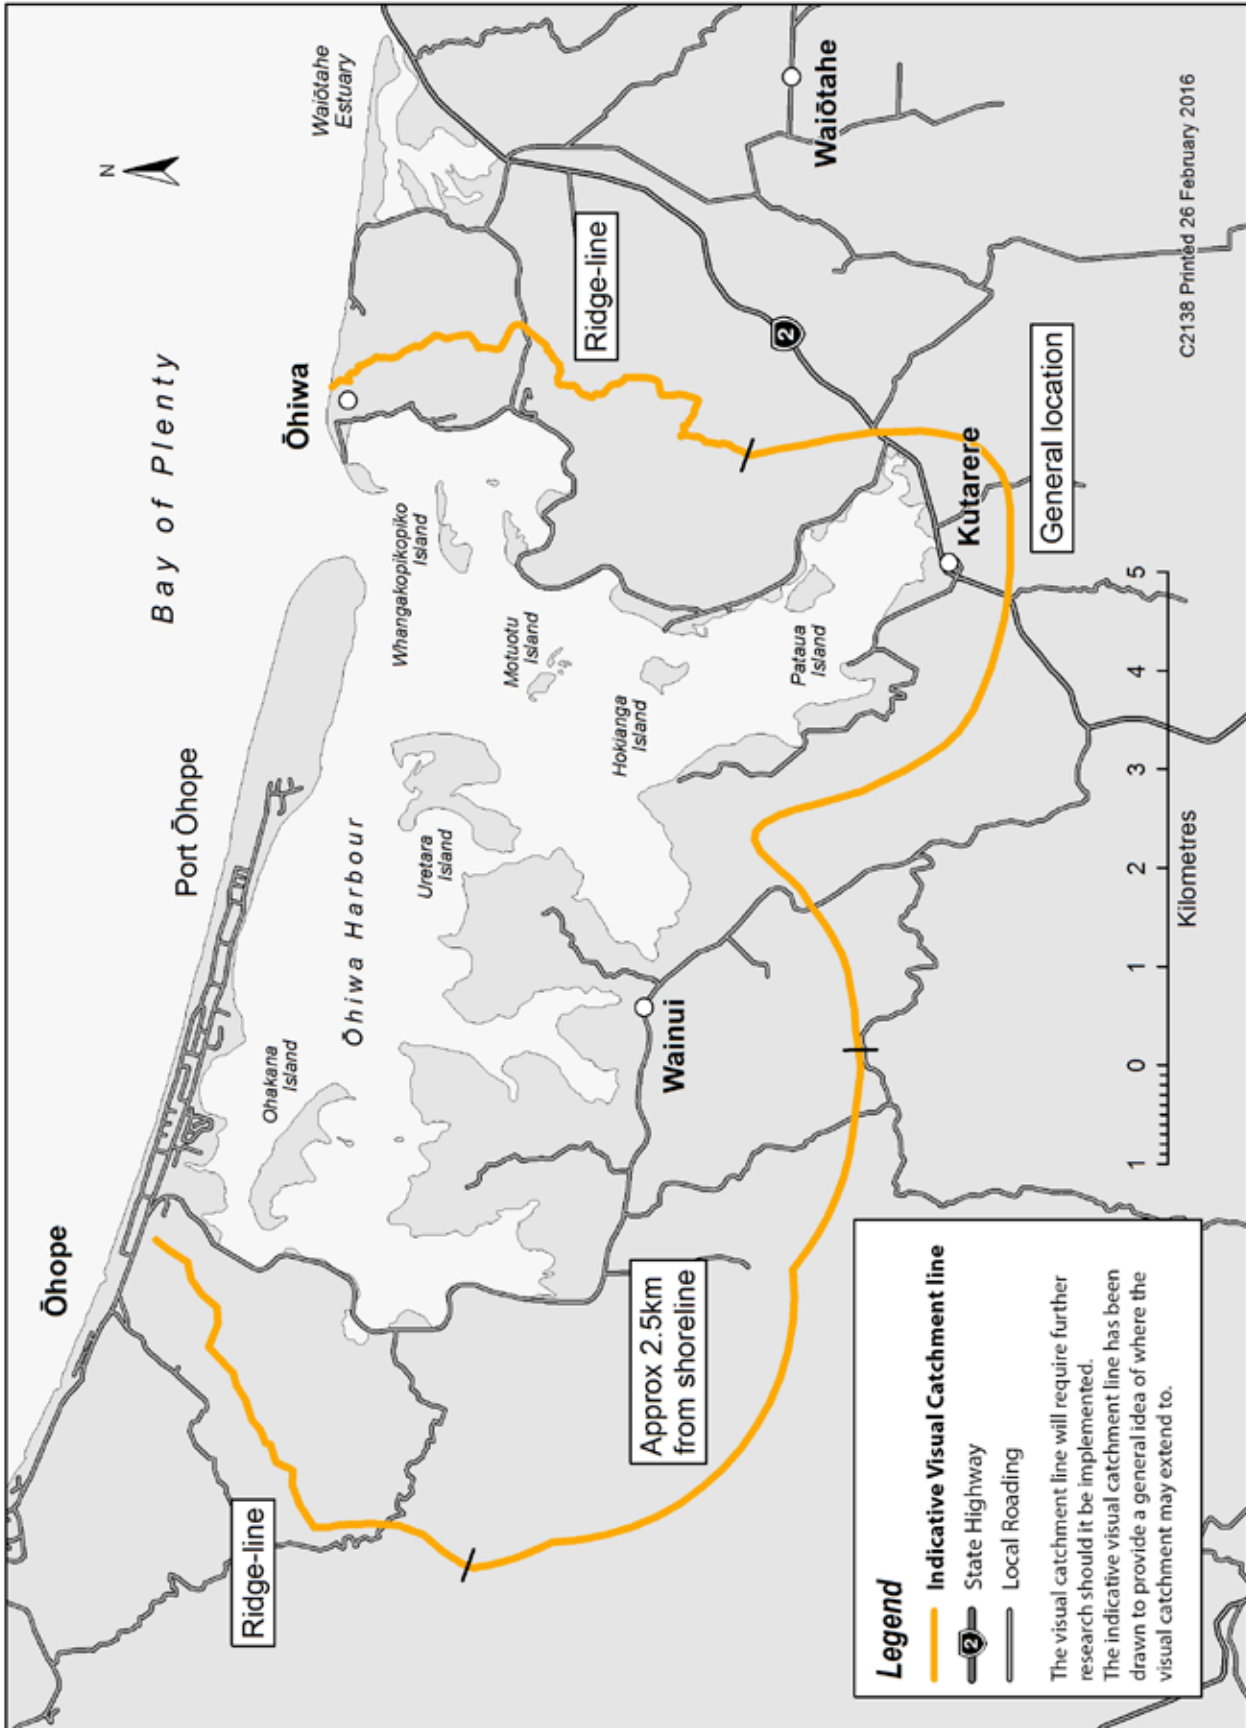 Bay of Plenty
N
Waiōtahe
Estuary
Ōhope
Port Ōhope
Ōhiwa
Ohakana
Island
Ōhiwa Harbour
Uretara
Island
Whangakopikopiko
Island
Motuotu
Island
Hokianga
Island
Pataua
Island
Ridge-line
Ridge-line
2
Waiōtahe
Wainui
Kutarere
Approx 2.5km
from shoreline
General location
Legend
Indicative Visual Catchment line
2
State Highway
Local Roading
The visual catchment line will require further
research should it be implemented.
The indicative visual catchment line has been
drawn to provide a general idea of where the
visual catchment may extend to.
1 0 1 2 3 4 5
Kilometres
C2138 Printed 26 February 2016